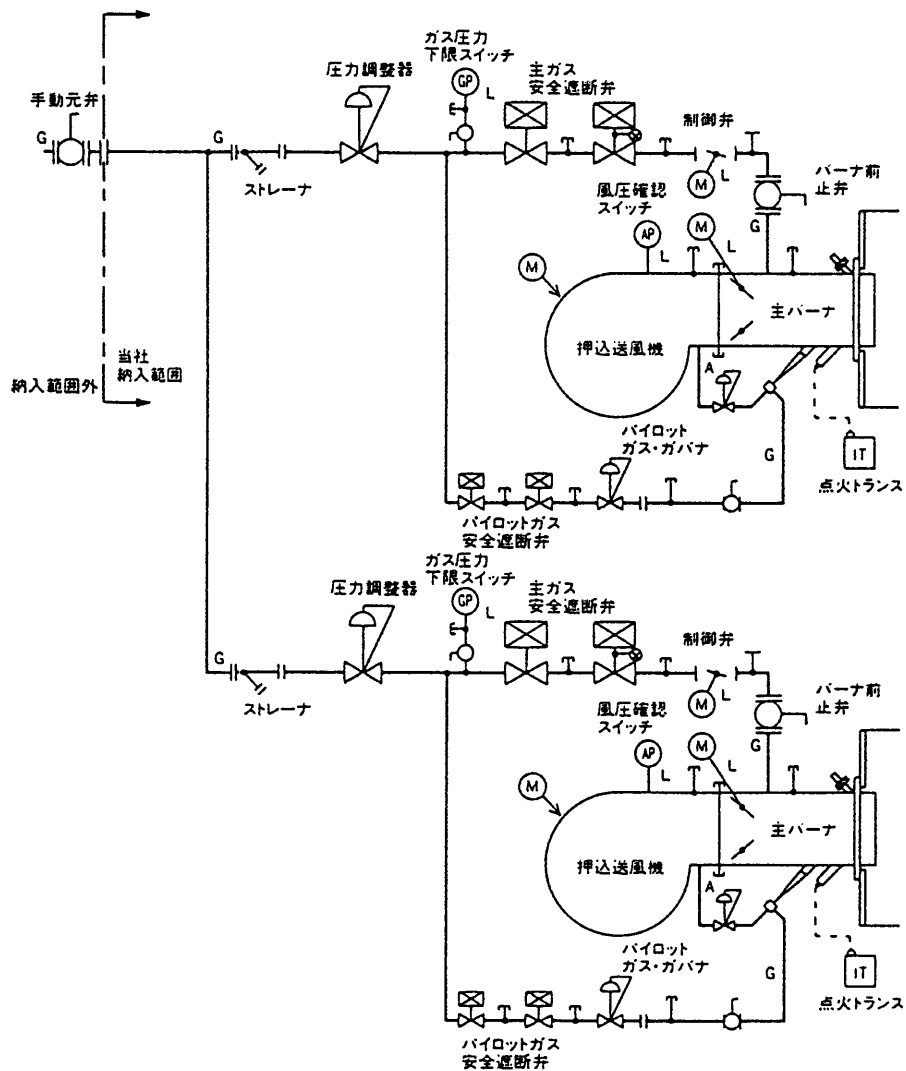 ガス圧力
下限スイッチ
圧力調整器
GP
L
主ガス
安全遮断弁
手動元弁
G
G
ストレーナ
制御弁
M
L
バーナ前
止弁
G
風圧確認
スイッチ
AP
L
M
L
M
主バーナ
押込送風機
当社
納入範囲
納入範囲外
A
パイロット
ガス・ガバナ
G
IT
点火トランス
パイロットガス
安全遮断弁
ガス圧力
下限スイッチ
圧力調整器
GP
L
主ガス
安全遮断弁
G
ストレーナ
制御弁
M
L
バーナ前
止弁
G
風圧確認
スイッチ
AP
L
M
L
M
主バーナ
押込送風機
A
パイロット
ガス・ガバナ
G
IT
点火トランス
パイロットガス
安全遮断弁